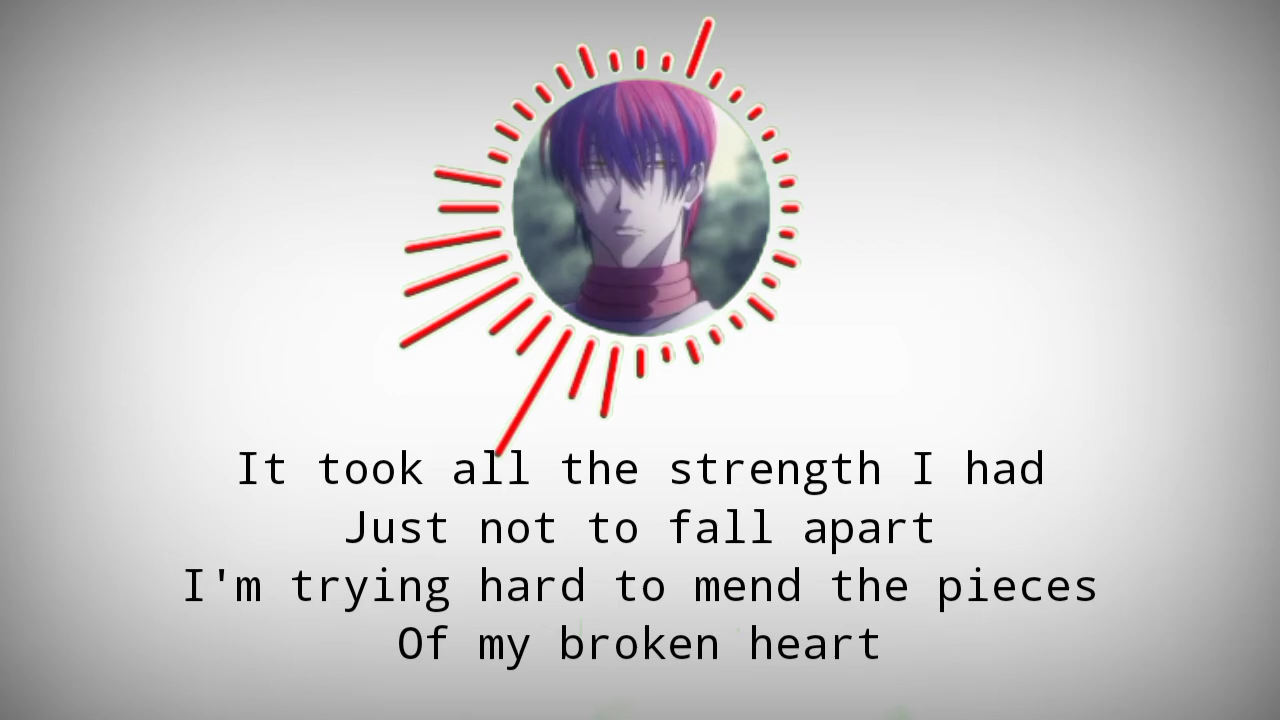 It took all the strength I had
Just not to fall apart
I'm trying hard to mend the pieces
Of my broken heart